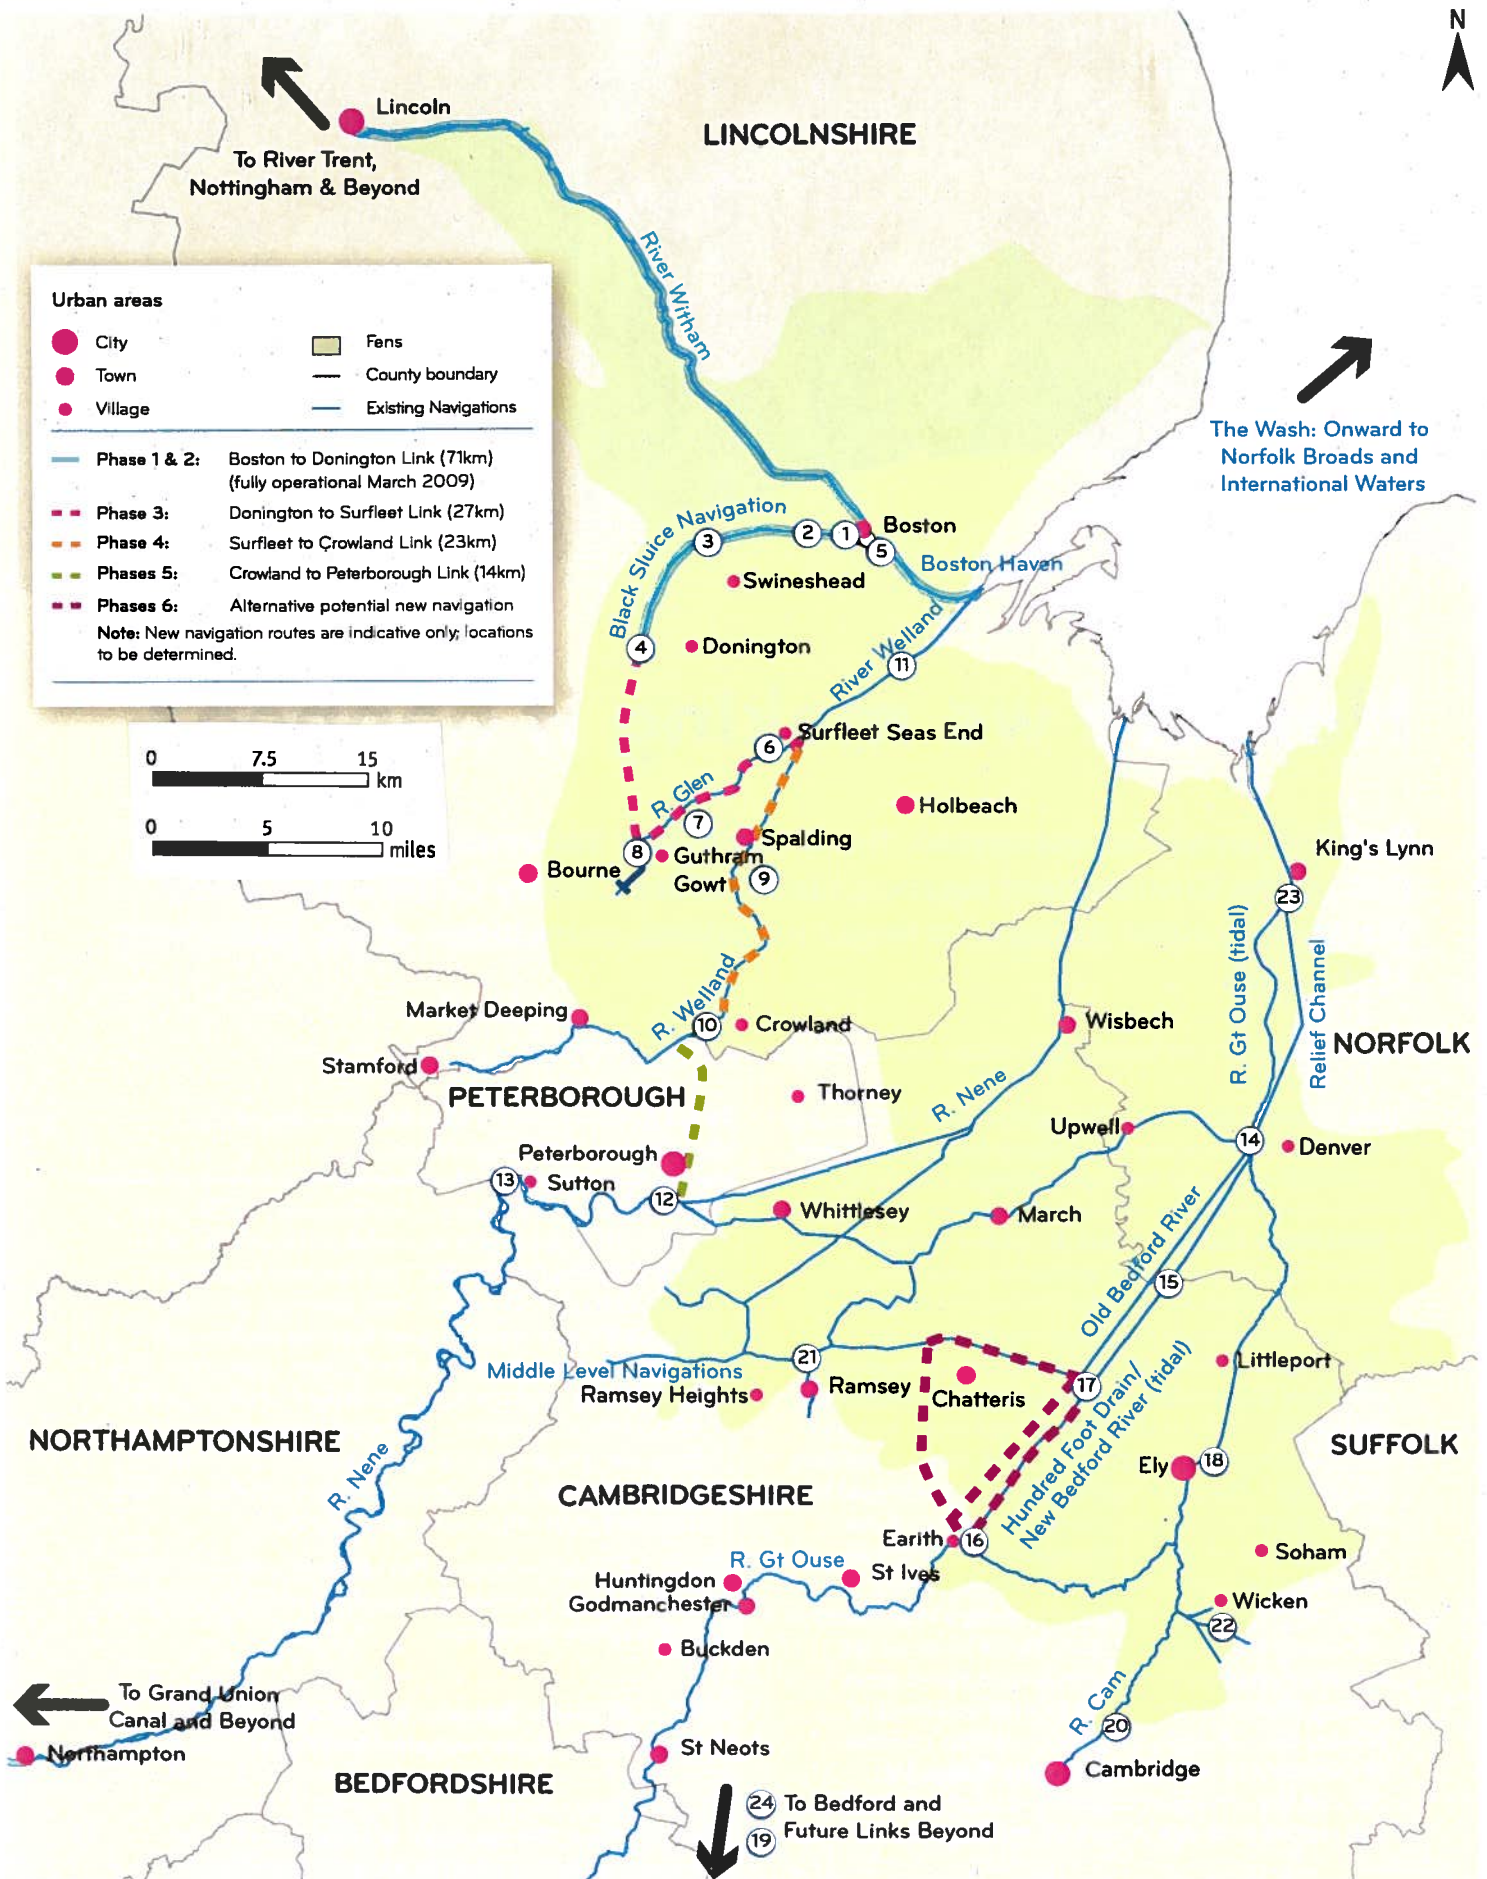 N
Lincoln
LINCOLNSHIRE
To River Trent,
Nottingham & Beyond
River Witham
Urban areas
City
Town
Village
Fens
County boundary
Existing Navigations
Phase 1 & 2: Boston to Donington Link (71km)
(fully operational March 2009)
Phase 3: Donington to Surfleet Link (27km)
Phase 4: Surfleet to Crowland Link (23km)
Phases 5: Crowland to Peterborough Link (14km)
Phases 6: Alternative potential new navigation
Note: New navigation routes are indicative only; locations
to be determined.
The Wash: Onward to
Norfolk Broads and
International Waters
Black Sluice Navigation
3
2
1
Boston
5
Boston Haven
Swineshead
4
Donington
River Welland
11
0 7.5 15
km
0 5 10
miles
6
Surfleet Seas End
R. Glen
7
Holbeach
Spalding
8
Guthram
Gowt
9
Bourne
King's Lynn
23
R. Gt Ouse (tidal)
Relief Channel
NORFOLK
Market Deeping
R. Welland
10
Crowland
Wisbech
Stamford
PETERBOROUGH
Thorney
R. Nene
Upwell
14
Denver
Peterborough
13
Sutton
12
Whittlesey
March
Old Bedford River
15
Middle Level Navigations
21
Ramsey Heights
Ramsey
Chatteris
17
Littleport
Hundred Foot Drain/
New Bedford River (tidal)
NORTHAMPTONSHIRE
R. Nene
SUFFOLK
Ely
18
CAMBRIDGESHIRE
Earith
16
Soham
R. Gt Ouse
St Ives
Huntingdon
Godmanchester
Wicken
22
Buckden
R. Cam
20
To Grand Union
Canal and Beyond
Northampton
St Neots
Cambridge
BEDFORDSHIRE
24 To Bedford and
19 Future Links Beyond